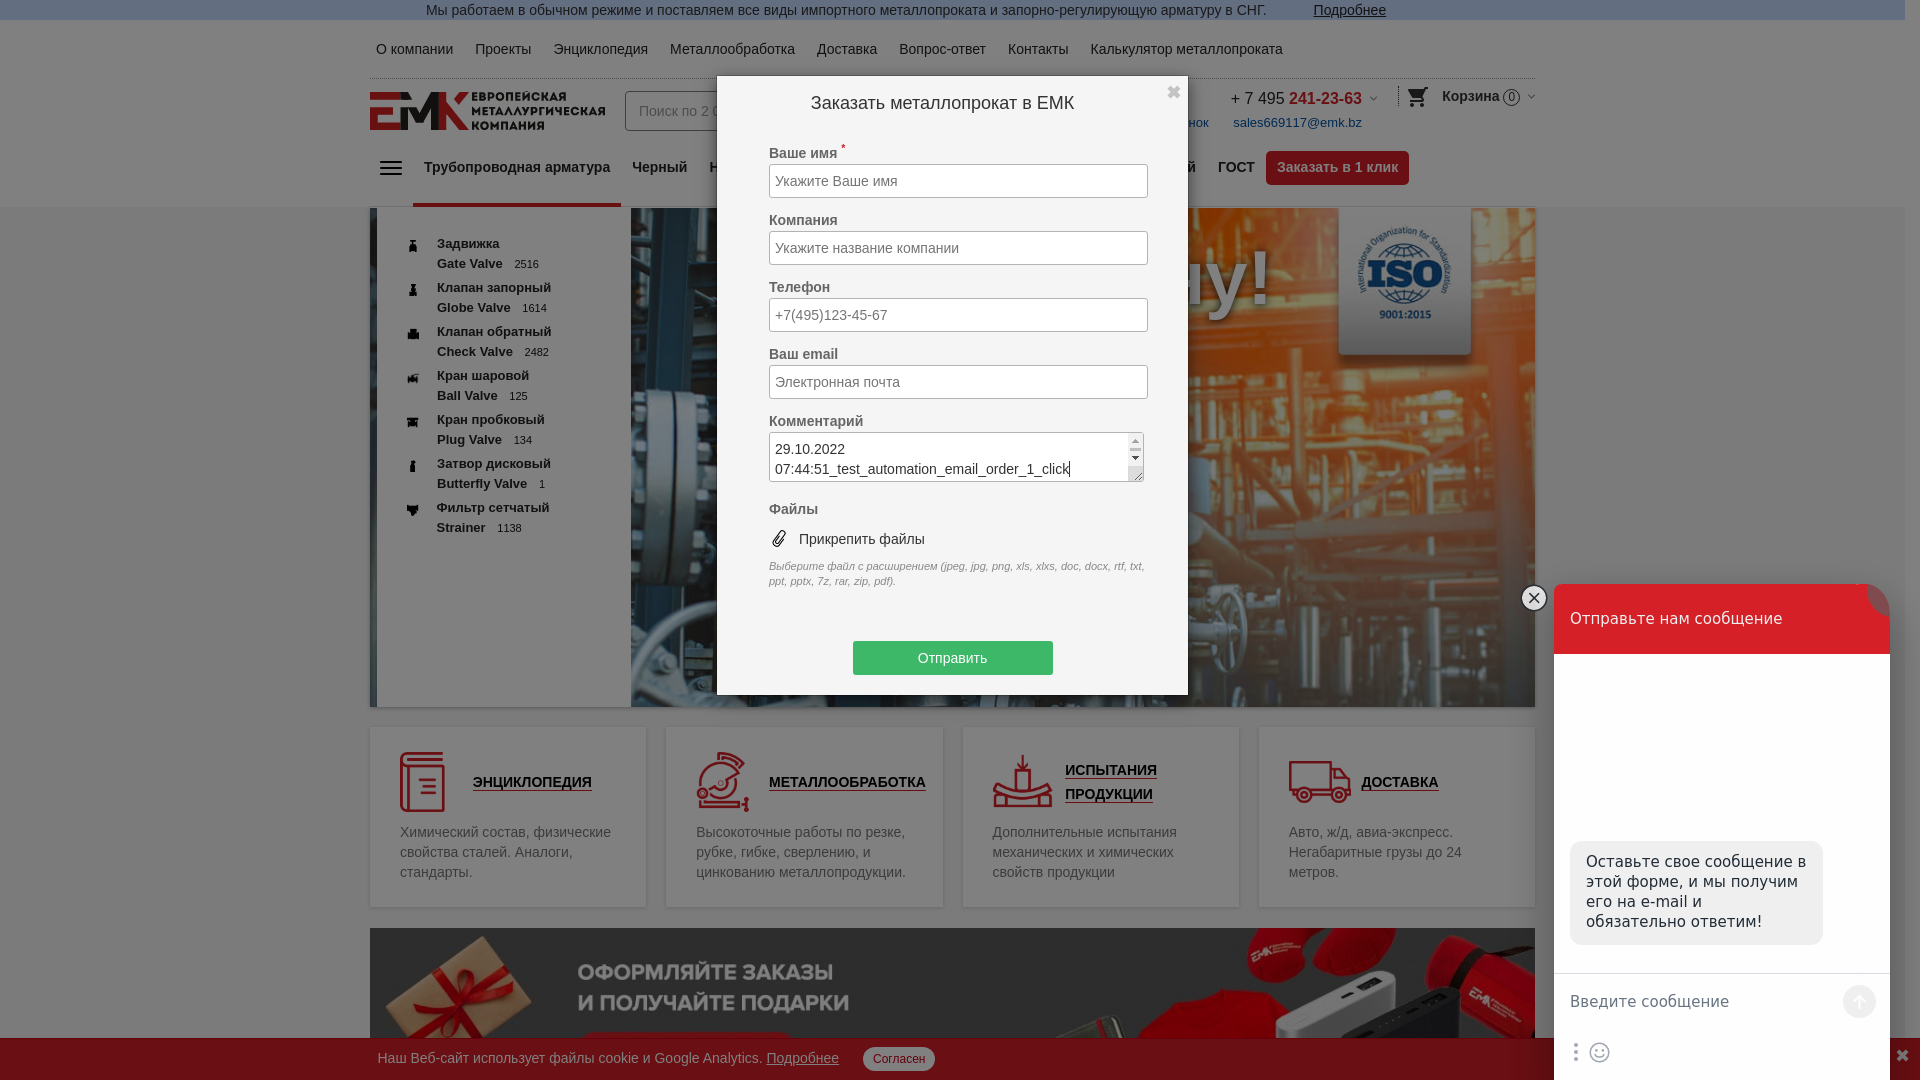 Мы работаем в обычном режиме и поставляем все виды импортного металлопроката и запорно-регулирующую арматуру в СНГ. Подробнее
О компании Проекты Энциклопедия Металлообработка Доставка Вопрос-ответ Контакты Калькулятор металлопроката
ЕМК ЕВРОПЕЙСКАЯ
МЕТАЛЛУРГИЧЕСКАЯ
КОМПАНИЯ
Поиск по 2
+ 7 495 241-23-63
Корзина 0
sales669117@emk.bz
Трубопроводная арматура Черный
ГОСТ Заказать в 1 клик
Задвижка
Gate Valve 2516
Клапан запорный
Globe Valve 1614
Клапан обратный
Check Valve 2482
Кран шаровой
Ball Valve 125
Кран пробковый
Plug Valve 134
Затвор дисковый
Butterfly Valve 1
Фильтр сетчатый
Strainer 1138
International Organization for Standardization
ISO
9001:2015
Заказать металлопрокат в ЕМК
Ваше имя *
Укажите Ваше имя
Компания
Укажите название компании
Телефон
+7(495)123-45-67
Ваш email
Электронная почта
Комментарий
29.10.2022
07:44:51_test_automation_email_order_1_click
Файлы
Прикрепить файлы
Выберите файл с расширением (jpeg, jpg, png, xls, xlxs, doc, docx, rtf, txt,
ppt, pptx, 7z, rar, zip, pdf).
Отправить
ЭНЦИКЛОПЕДИЯ
Химический состав, физические
свойства сталей. Аналоги,
стандарты.
МЕТАЛЛООБРАБОТКА
Высокоточные работы по резке,
рубке, гибке, сверлению, и
цинкованию металлопродукции.
ИСПЫТАНИЯ
ПРОДУКЦИИ
Дополнительные испытания
механических и химических
свойств продукции
ДОСТАВКА
Авто, ж/д, авиа-экспресс.
Негабаритные грузы до 24
метров.
ОФОРМЛЯЙТЕ ЗАКАЗЫ
И ПОЛУЧАЙТЕ ПОДАРКИ
Наш Веб-сайт использует файлы cookie и Google Analytics. Подробнее Согласен
Отправьте нам сообщение
Оставьте свое сообщение в
этой форме, и мы получим
его на e-mail и
обязательно ответим!
Введите сообщение